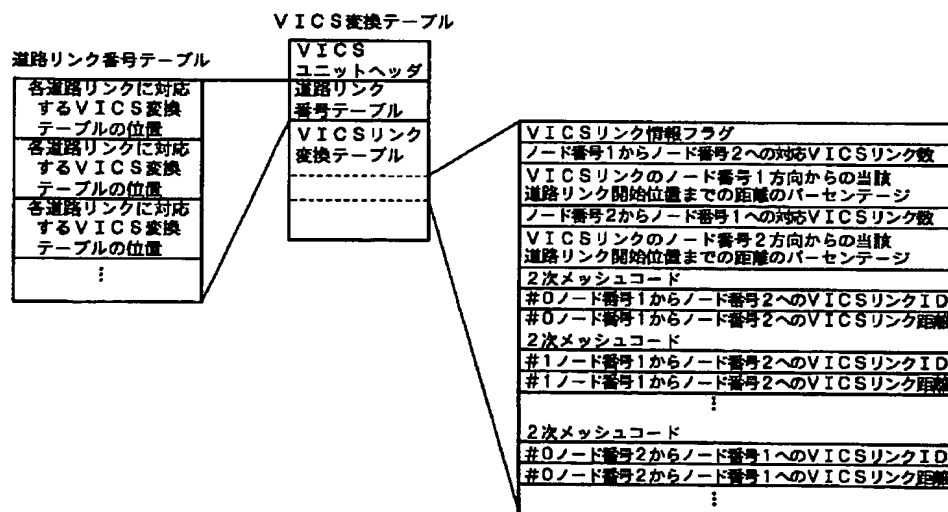 VICS変換テーブル
道路リンク番号テーブル
各道路リンクに対応
するVICS変換
テーブルの位置
各道路リンクに対応
するVICS変換
テーブルの位置
各道路リンクに対応
するVICS変換
テーブルの位置
⋮
VICS
ユニットヘッダ
道路リンク
番号テーブル
VICSリンク
変換テーブル
VICSリンク情報フラグ
ノード番号1からノード番号2への対応VICSリンク数
VICSリンクのノード番号1方向からの当該
道路リンク開始位置までの距離のパーセンテージ
ノード番号2からノード番号1への対応VICSリンク数
VICSリンクのノード番号2方向からの当該
道路リンク開始位置までの距離のパーセンテージ
2次メッシュコード
#0ノード番号1からノード番号2へのVICSリンクID
#0ノード番号1からノード番号2へのVICSリンク距離
2次メッシュコード
#1ノード番号1からノード番号2へのVICSリンクID
#1ノード番号1からノード番号2へのVICSリンク距離
⋮
2次メッシュコード
#0ノード番号2からノード番号1へのVICSリンクID
#0ノード番号2からノード番号1へのVICSリンク距離
⋮